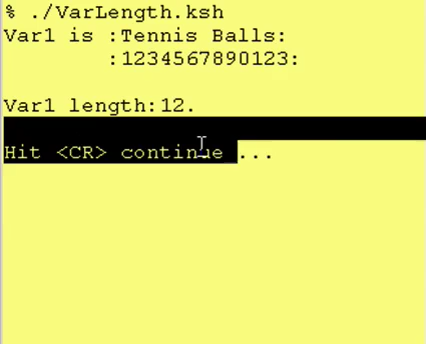 % ./VarLength.ksh
Var1 is :Tennis Balls:
:1234567890123:
Var1 length:12.
Hit <CR> continue ...